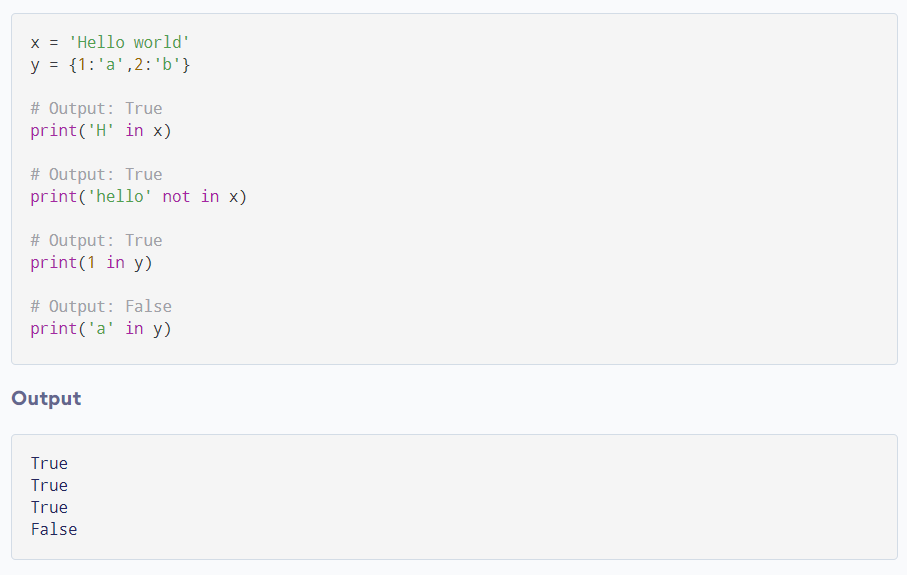 x = 'Hello world'
y = {1:'a',2:'b'}
# Output: True
print('H' in x)
# Output: True
print('hello' not in x)
# Output: True
print(1 in y)
# Output: False
print('a' in y)
Output
True
True
True
False